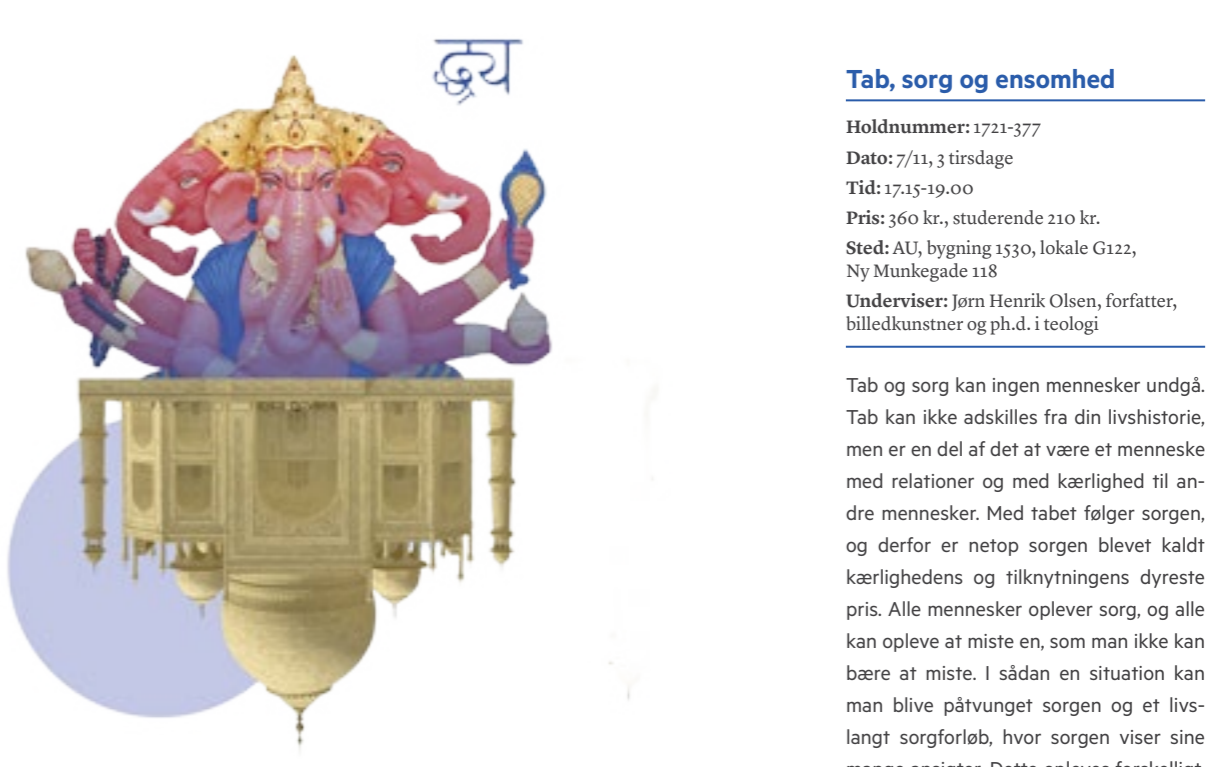 Tab, sorg og ensomhed
Holdnummer: 1721-377
Dato: 7/11, 3 tirsdage
Tid: 17.15-19.00
Pris: 360 kr., studerende 210 kr.
Sted: AU, bygning 1530, lokale G122,
Ny Munkegade 118
Underviser: Jørn Henrik Olsen, forfatter,
billedkunstner og ph.d. i teologi
Tab og sorg kan ingen mennesker undgå.
Tab kan ikke adskilles fra din livshistorie,
men er en del af det at være et menneske
med relationer og med kærlighed til an-
dre mennesker. Med tabet følger sorgen,
og derfor er netop sorgen blevet kaldt
kærlighedens og tilknytningens dyreste
pris. Alle mennesker oplever sorg, og alle
kan opleve at miste en, som man ikke kan
bære at miste. I sådan en situation kan
man blive påtvunget sorgen og et livs-
langt sorgforløb, hvor sorgen viser sine
mange ansigter. Dette opleves forskelligt,